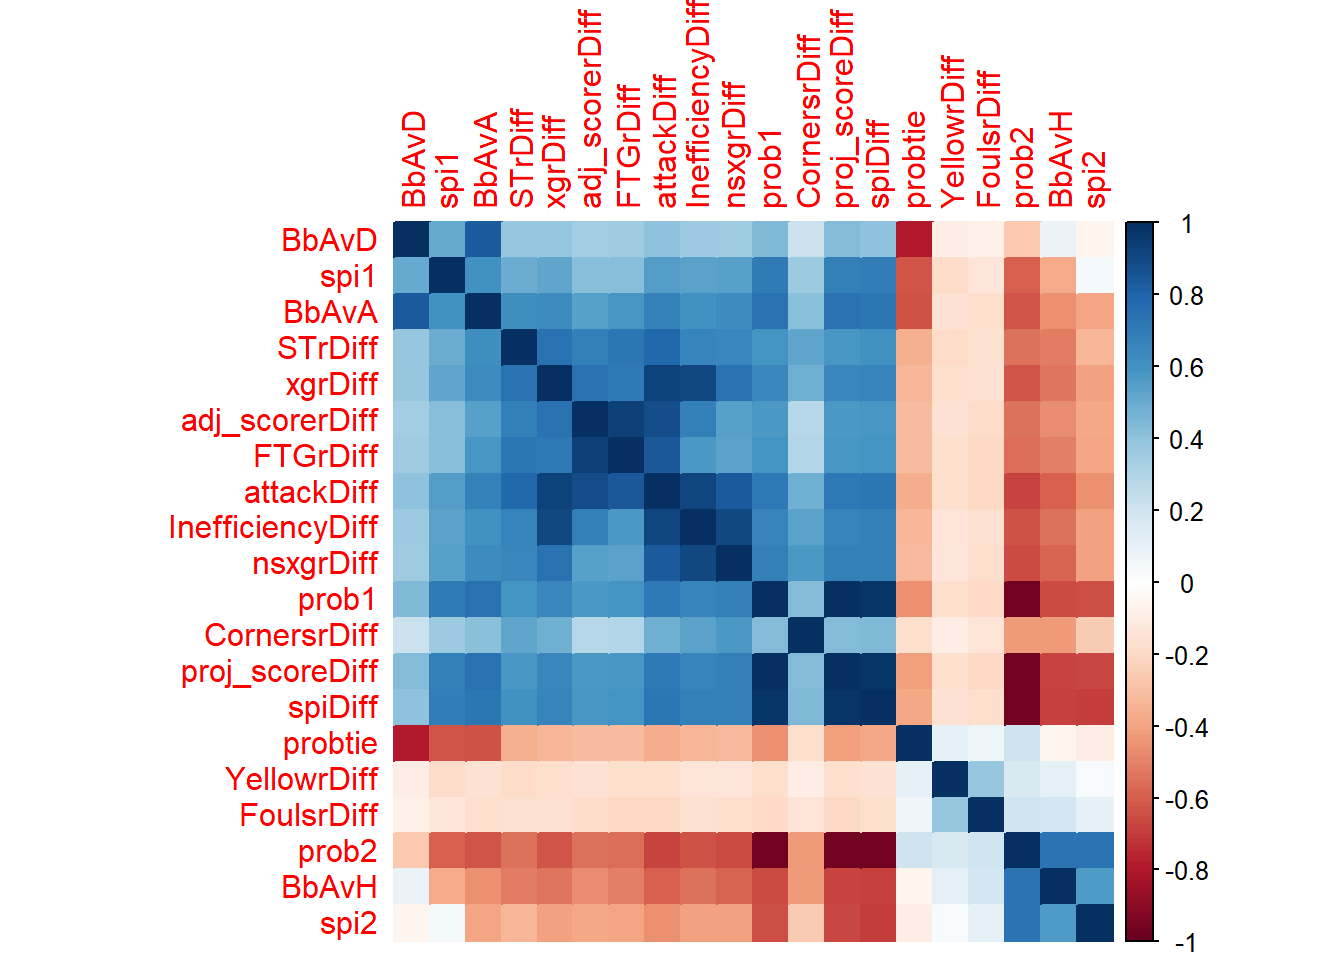 BbAvD
spi1
BbAvA
STrDiff
xgrDiff
adj_scorerDiff
FTGrDiff
attackDiff
InefficiencyDiff
nsxgrDiff
prob1
CornersrDiff
proj_scoreDiff
spiDiff
probtie
YellowrDiff
FoulsrDiff
prob2
BbAvH
spi2
BbAvD
spi1
BbAvA
STrDiff
xgrDiff
adj_scorerDiff
FTGrDiff
attackDiff
InefficiencyDiff
nsxgrDiff
prob1
CornersrDiff
proj_scoreDiff
spiDiff
probtie
YellowrDiff
FoulsrDiff
prob2
BbAvH
spi2
1
0.8
0.6
0.4
0.2
0
-0.2
-0.4
-0.6
-0.8
-1